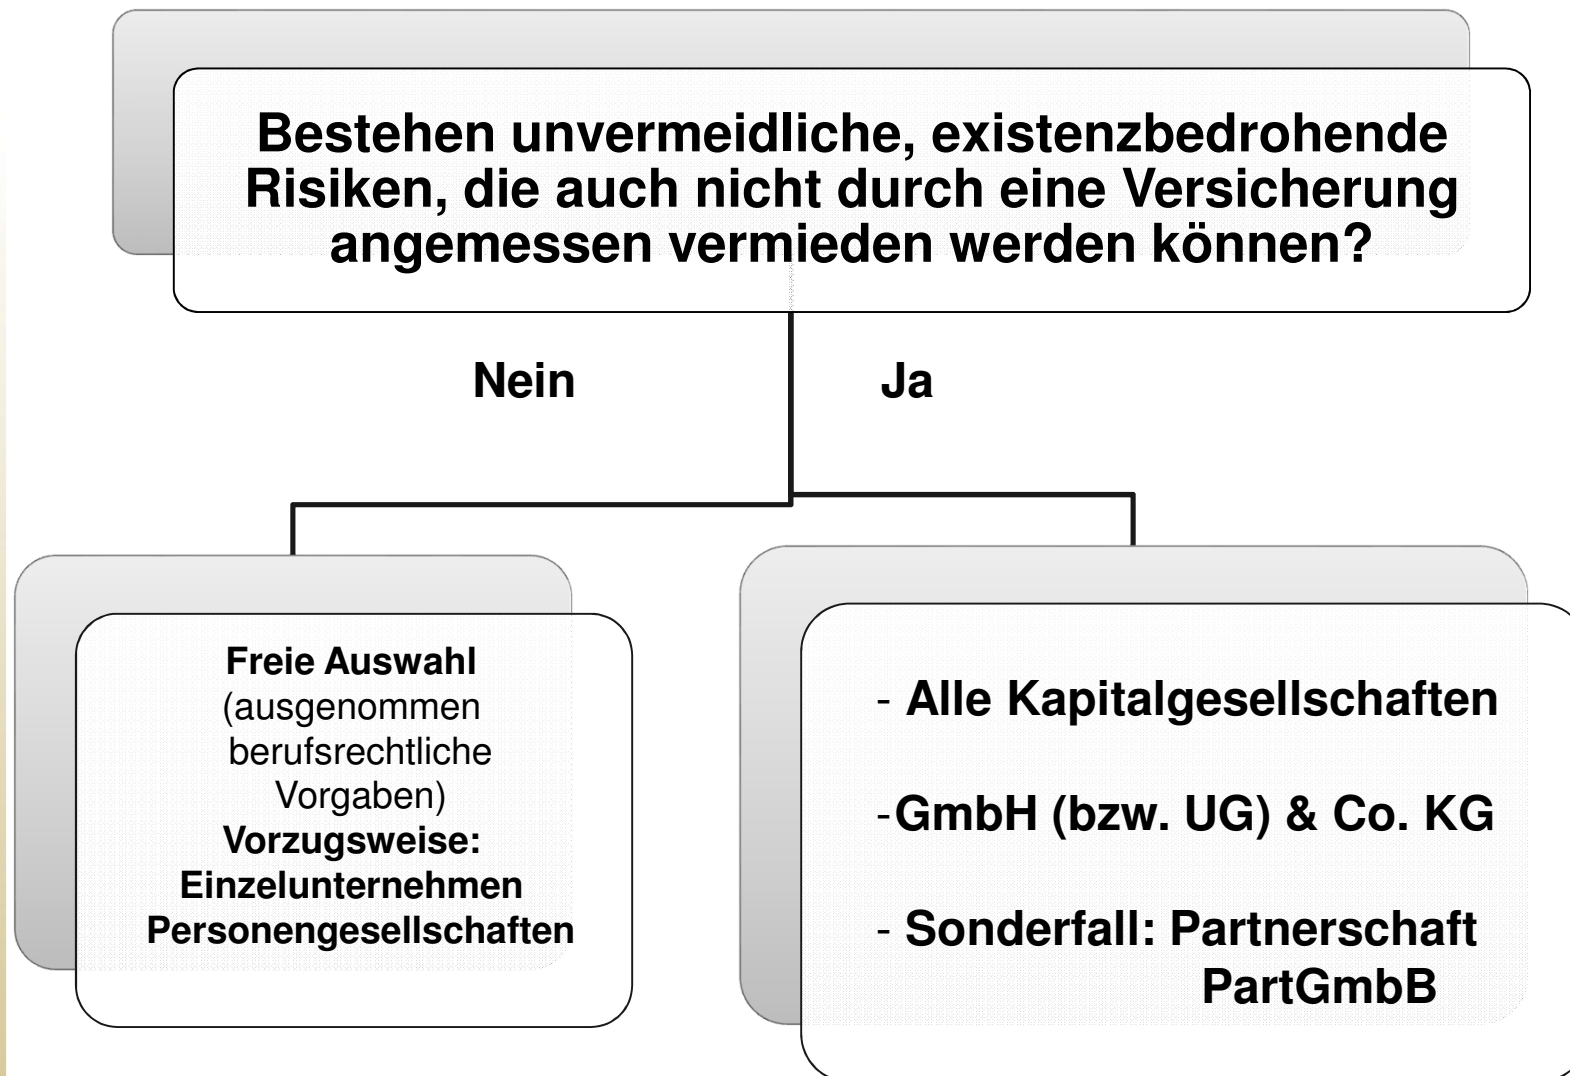 Bestehen unvermeidliche, existenzbedrohende
Risiken, die auch nicht durch eine Versicherung
angemessen vermieden werden können?
Nein
Ja
Freie Auswahl
(ausgenommen
berufsrechtliche
Vorgaben)
Vorzugsweise:
Einzelunternehmen
Personengesellschaften
- Alle Kapitalgesellschaften
-GmbH (bzw. UG) & Co. KG
- Sonderfall: Partnerschaft
PartGmbB